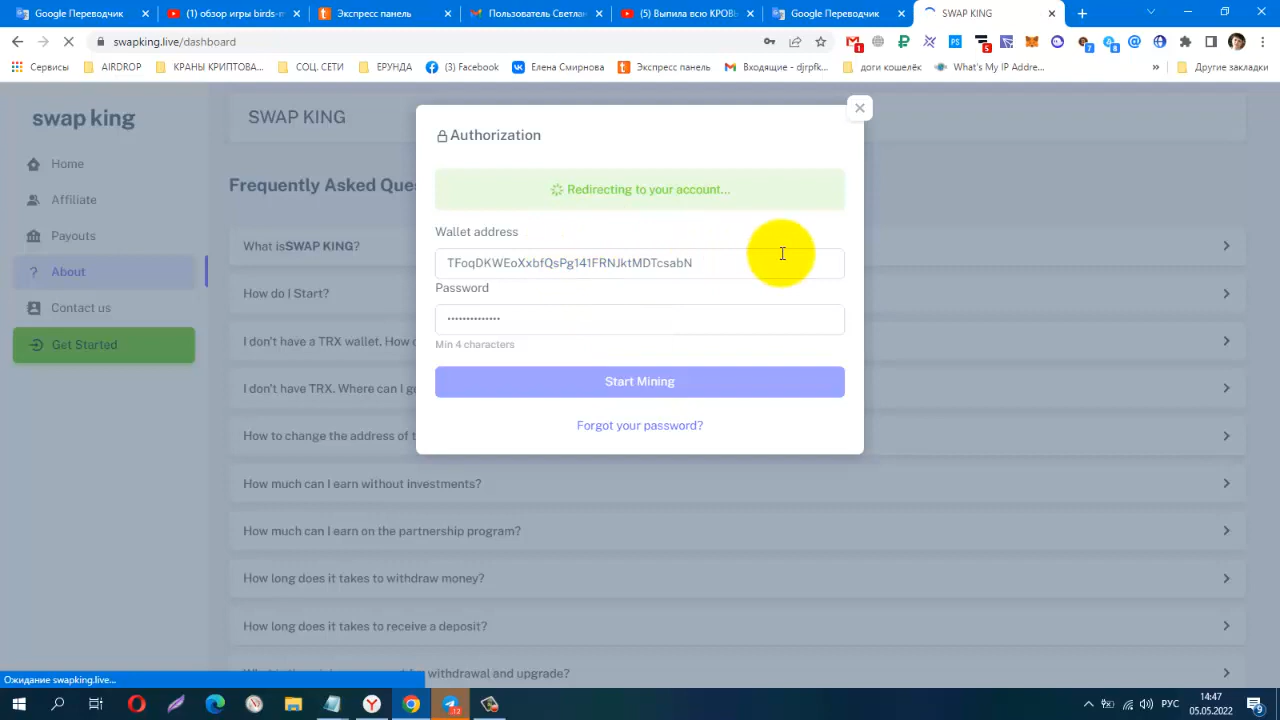 Google Переводчик
(1) обзор игры birds-m
Экспресс панель
Пользователь Светлан
(5) Выпила всю КРОВЬ
Google Переводчик
SWAP KING
swapking.live/dashboard
Сервисы
AIRDROP
КРАНЫ КРИПТОВА...
СОЦ. СЕТИ
ЕРУНДА
(3) Facebook
Елена Смирнова
Экспресс панель
Входящие - djrpfk...
доги кошелёк
What's My IP Addre...
»
Другие закладки
swap king
Home
Affiliate
Payouts
About
Contact us
Get Started
SWAP KING
Frequently Asked Ques
What is SWAP KING?
How do I Start?
I don't have a TRX wallet. How c
I don't have TRX. Where can I g
How to change the address of t
How much can I earn without investments?
How much can I earn on the partnership program?
How long does it takes to withdraw money?
How long does it takes to receive a deposit?
withdrawal and upgrade?
Authorization
Redirecting to your account...
Wallet address
TFoqDKWEoXxbfQsPg141FRNJktMDTcsabN
Password
••••••••••••••
Min 4 characters
Start Mining
Forgot your password?
Ожидание swapking.live...
РУС
14:47
05.05.2022